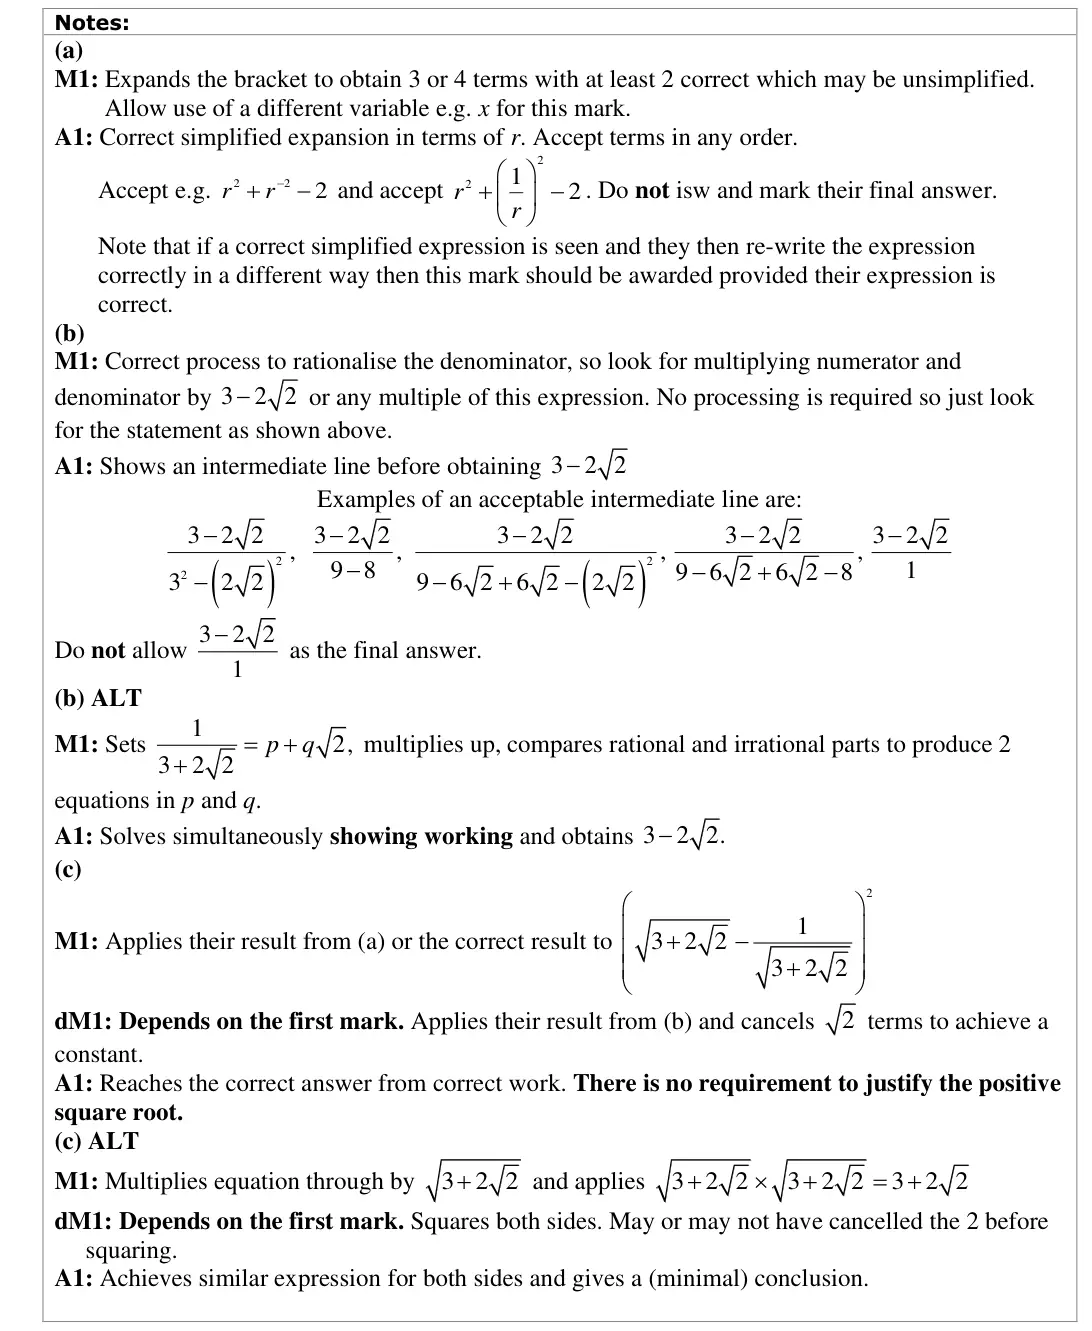 Notes:
(a)
M1: Expands the bracket to obtain 3 or 4 terms with at least 2 correct which may be unsimplified.
Allow use of a different variable e.g. x for this mark.
A1: Correct simplified expansion in terms of r. Accept terms in any order.
Accept e.g. r² + r⁻² − 2 and accept r² + (1/r)² − 2. Do not isw and mark their final answer.
Note that if a correct simplified expression is seen and they then re-write the expression
correctly in a different way then this mark should be awarded provided their expression is
correct.
(b)
M1: Correct process to rationalise the denominator, so look for multiplying numerator and
denominator by 3 − 2√2 or any multiple of this expression. No processing is required so just look
for the statement as shown above.
A1: Shows an intermediate line before obtaining 3 − 2√2
Examples of an acceptable intermediate line are:
(3 − 2√2)/(3² − (2√2)²), (3 − 2√2)/(9 − 8), (3 − 2√2)/(9 − 6√2 + 6√2 − (2√2)²), (3 − 2√2)/(9 − 6√2 + 6√2 − 8), (3 − 2√2)/1
Do not allow (3 − 2√2)/1 as the final answer.
(b) ALT
M1: Sets 1/(3 + 2√2) = p + q√2, multiplies up, compares rational and irrational parts to produce 2
equations in p and q.
A1: Solves simultaneously showing working and obtains 3 − 2√2.
(c)
M1: Applies their result from (a) or the correct result to (√(3 + 2√2) − 1/√(3 + 2√2))²
dM1: Depends on the first mark. Applies their result from (b) and cancels √2 terms to achieve a
constant.
A1: Reaches the correct answer from correct work. There is no requirement to justify the positive
square root.
(c) ALT
M1: Multiplies equation through by √(3 + 2√2) and applies √(3 + 2√2) × √(3 + 2√2) = 3 + 2√2
dM1: Depends on the first mark. Squares both sides. May or may not have cancelled the 2 before
squaring.
A1: Achieves similar expression for both sides and gives a (minimal) conclusion.